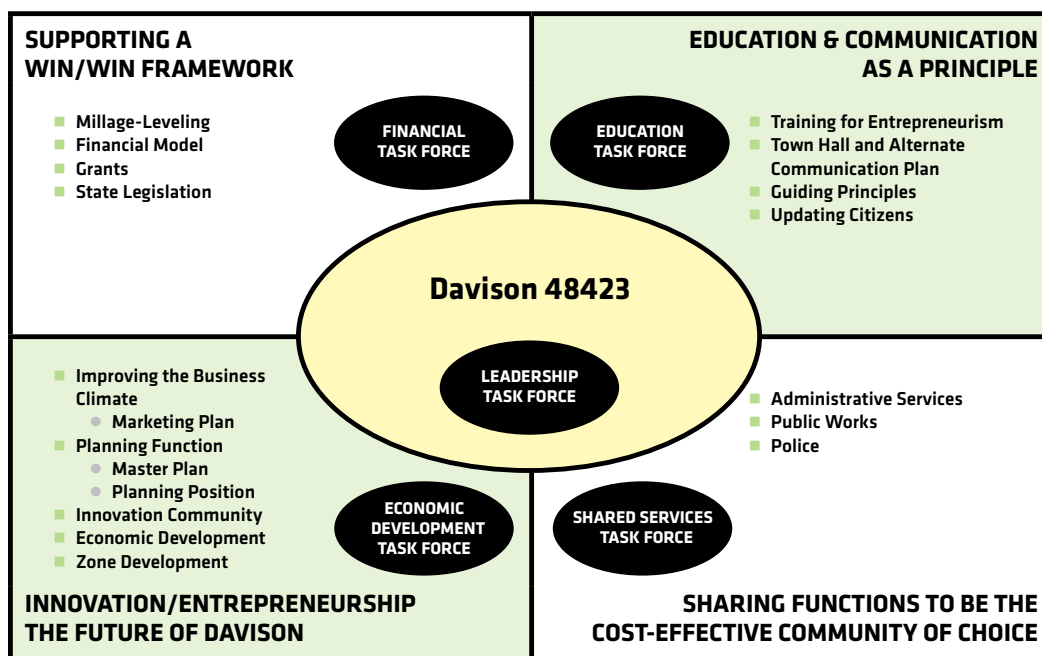 SUPPORTING A
WIN/WIN FRAMEWORK
Millage-Leveling
Financial Model
Grants
State Legislation
FINANCIAL
TASK FORCE
EDUCATION & COMMUNICATION
AS A PRINCIPLE
EDUCATION
TASK FORCE
Training for Entrepreneurism
Town Hall and Alternate
Communication Plan
Guiding Principles
Updating Citizens
Davison 48423
LEADERSHIP
TASK FORCE
Improving the Business
Climate
Marketing Plan
Planning Function
Master Plan
Planning Position
Innovation Community
Economic Development
Zone Development
ECONOMIC
DEVELOPMENT
TASK FORCE
INNOVATION/ENTREPRENEURSHIP
THE FUTURE OF DAVISON
Administrative Services
Public Works
Police
SHARED SERVICES
TASK FORCE
SHARING FUNCTIONS TO BE THE
COST-EFFECTIVE COMMUNITY OF CHOICE